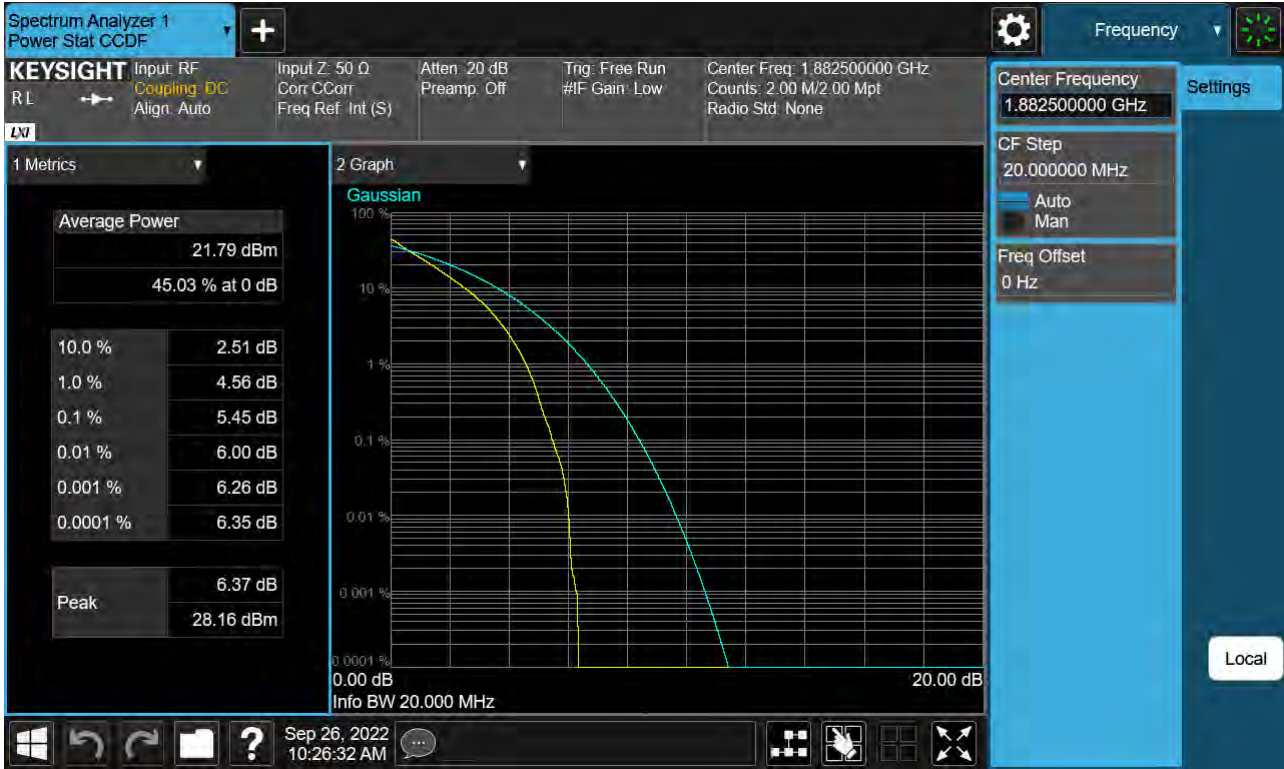 Spectrum Analyzer 1
Power Stat CCDF
Frequency
KEYSIGHT
R L
LXI
Input: RF
Coupling: DC
Align: Auto
Input Z: 50 Ω
Corr CCorr
Freq Ref: Int (S)
Atten: 20 dB
Preamp: Off
Trig: Free Run
#IF Gain: Low
Center Freq: 1.882500000 GHz
Counts: 2.00 M/2.00 Mpt
Radio Std: None
Center Frequency
1.882500000 GHz
Settings
CF Step
20.000000 MHz
Auto
Man
Freq Offset
0 Hz
1 Metrics
Average Power
21.79 dBm
45.03 % at 0 dB
10.0 % 2.51 dB
1.0 % 4.56 dB
0.1 % 5.45 dB
0.01 % 6.00 dB
0.001 % 6.26 dB
0.0001 % 6.35 dB
Peak
6.37 dB
28.16 dBm
2 Graph
Gaussian
100 %
10 %
1 %
0.1 %
0.01 %
0.001 %
0.0001 %
0.00 dB 20.00 dB
Info BW 20.000 MHz
Local
Sep 26, 2022
10:26:32 AM